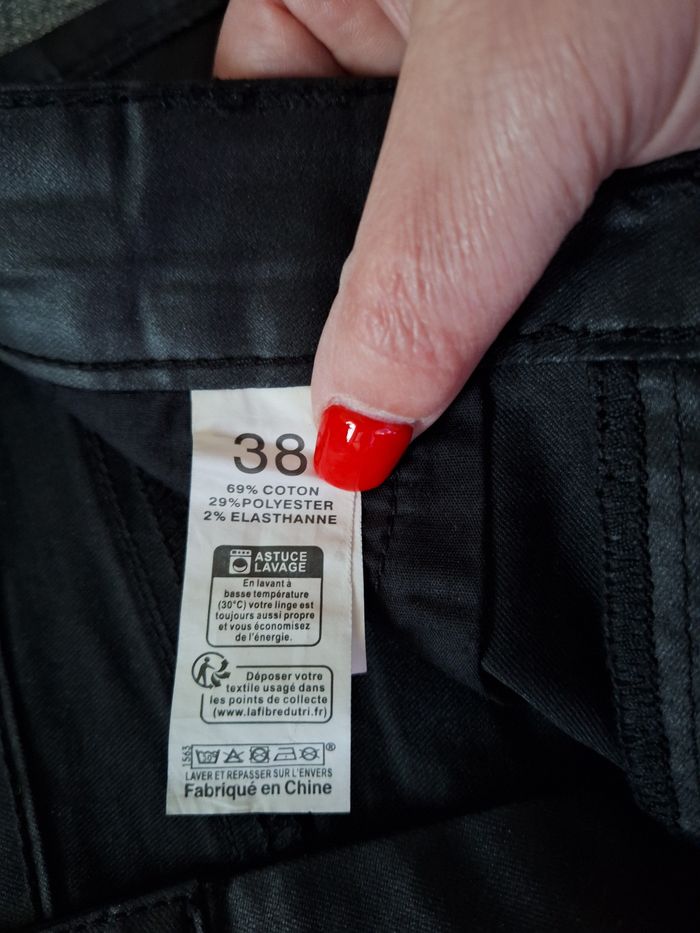 38
69% COTON
29%POLYESTER
2% ELASTHANNE
ASTUCE
LAVAGE
En lavant à
basse température
(30°C) votre linge est
toujours aussi propre
et vous économisez
de l'énergie.
Déposer votre
textile usagé dans
les points de collecte
(www.lafibredutri.fr)
1563
®
LAVER ET REPASSER SUR L'ENVERS
Fabriqué en Chine